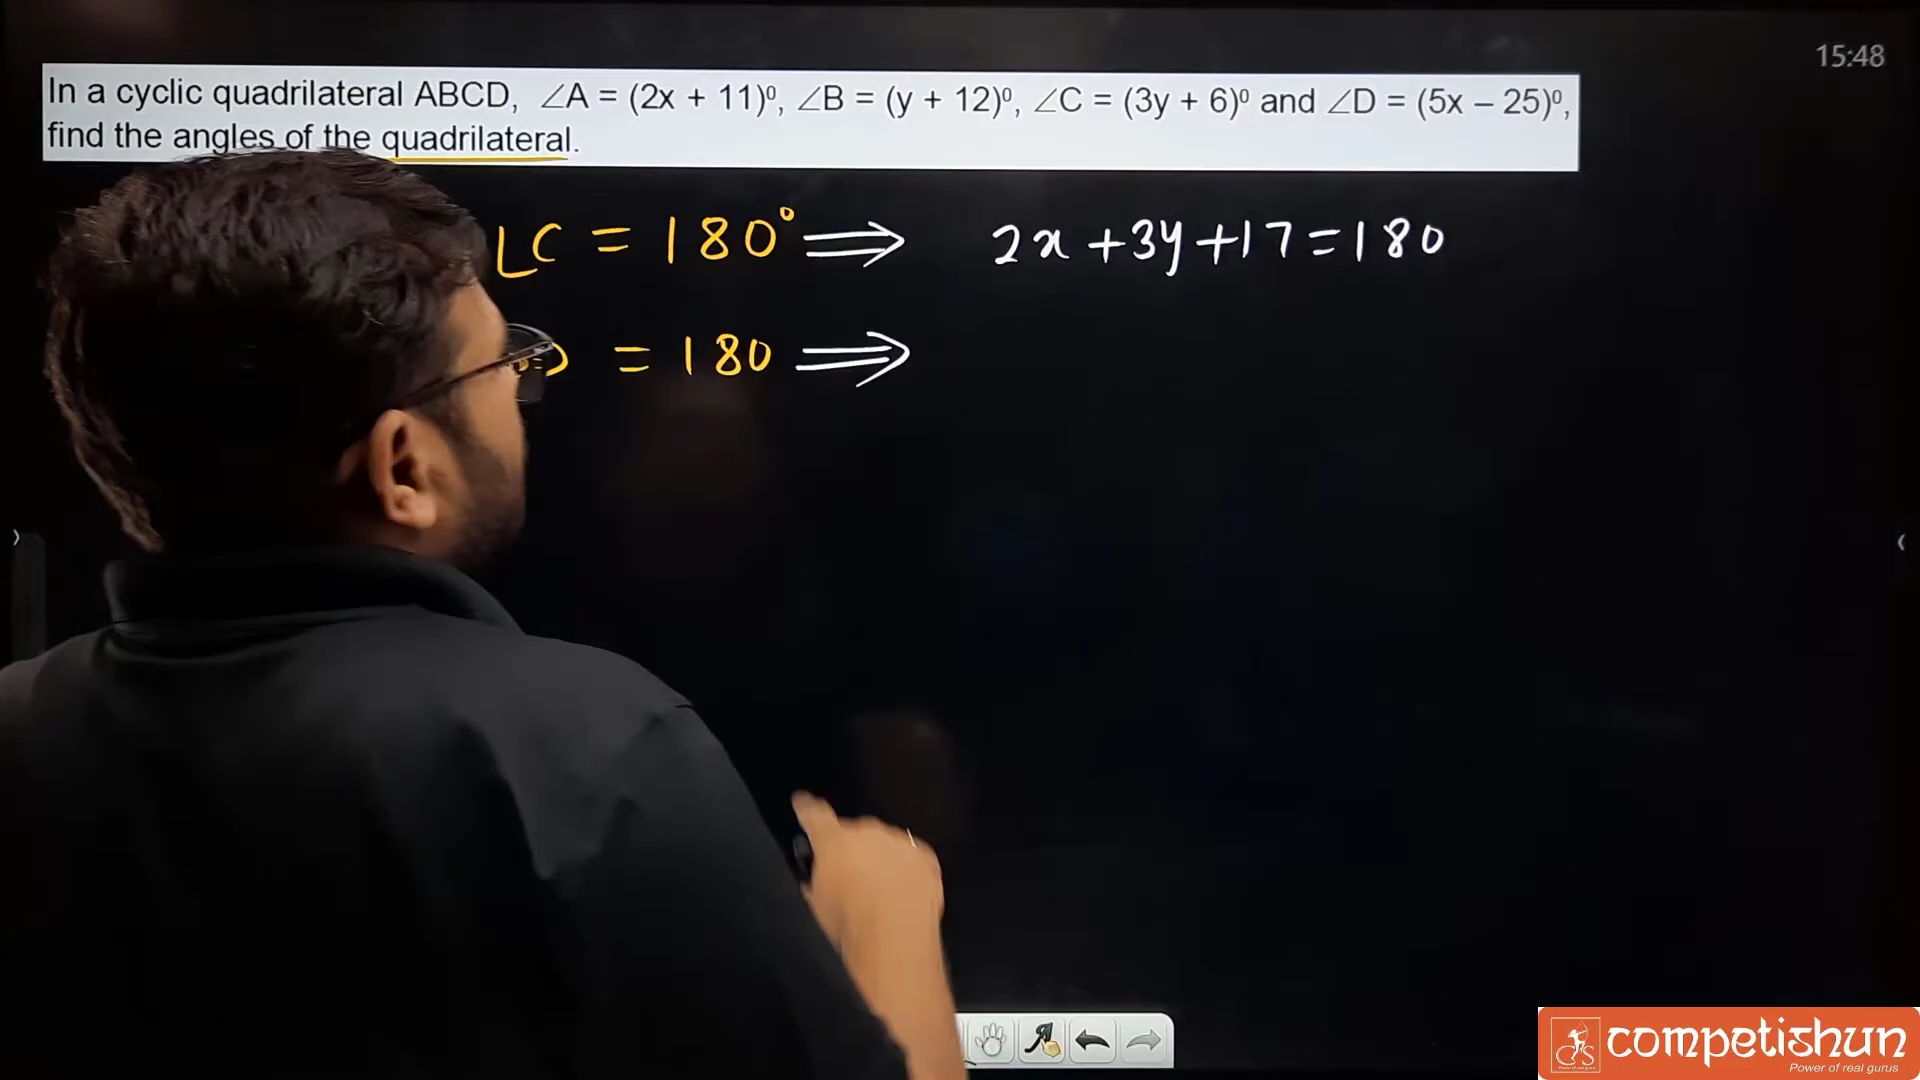 15:48
In a cyclic quadrilateral ABCD, ∠A = (2x + 11)⁰, ∠B = (y + 12)⁰, ∠C = (3y + 6)⁰ and ∠D = (5x – 25)⁰,
find the angles of the quadrilateral.
∠C = 180° ⟹ 2x + 3y + 17 = 180
= 180 ⟹
competishun
Power of real gurus